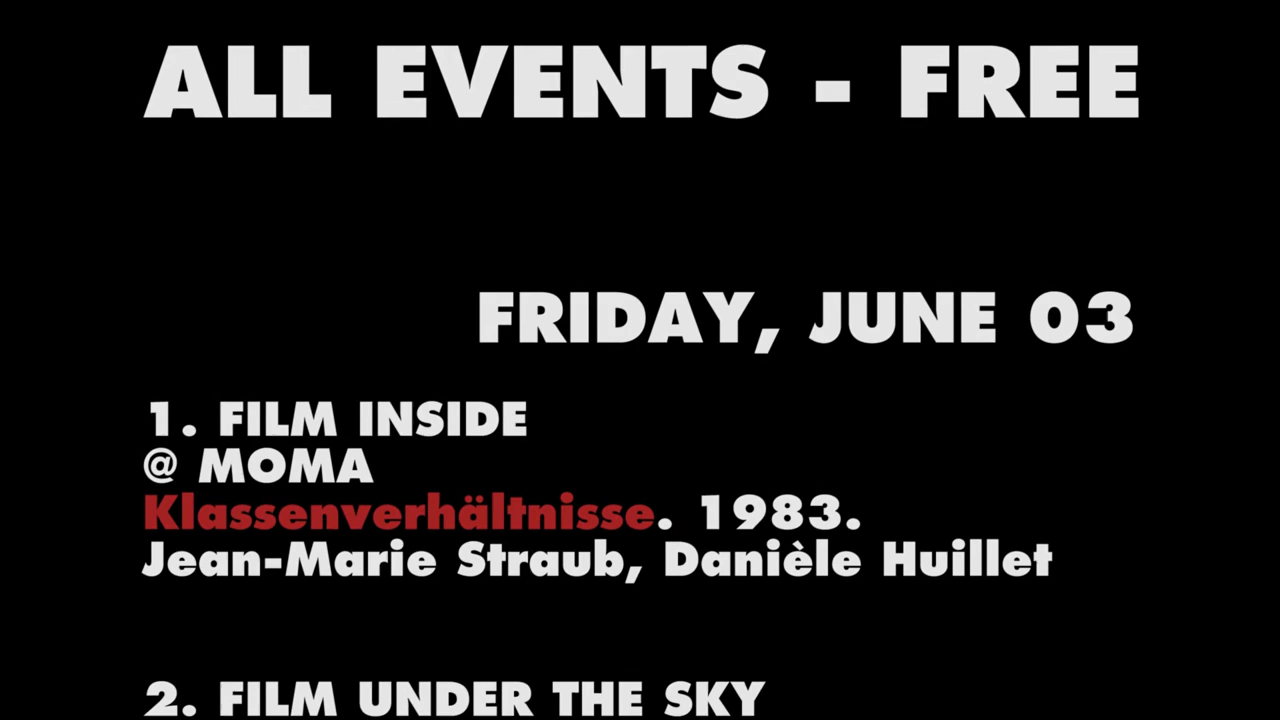 ALL EVENTS - FREE
FRIDAY, JUNE 03
1. FILM INSIDE
@ MOMA
Klassenverhältnisse. 1983.
Jean-Marie Straub, Danièle Huillet
2. FILM UNDER THE SKY